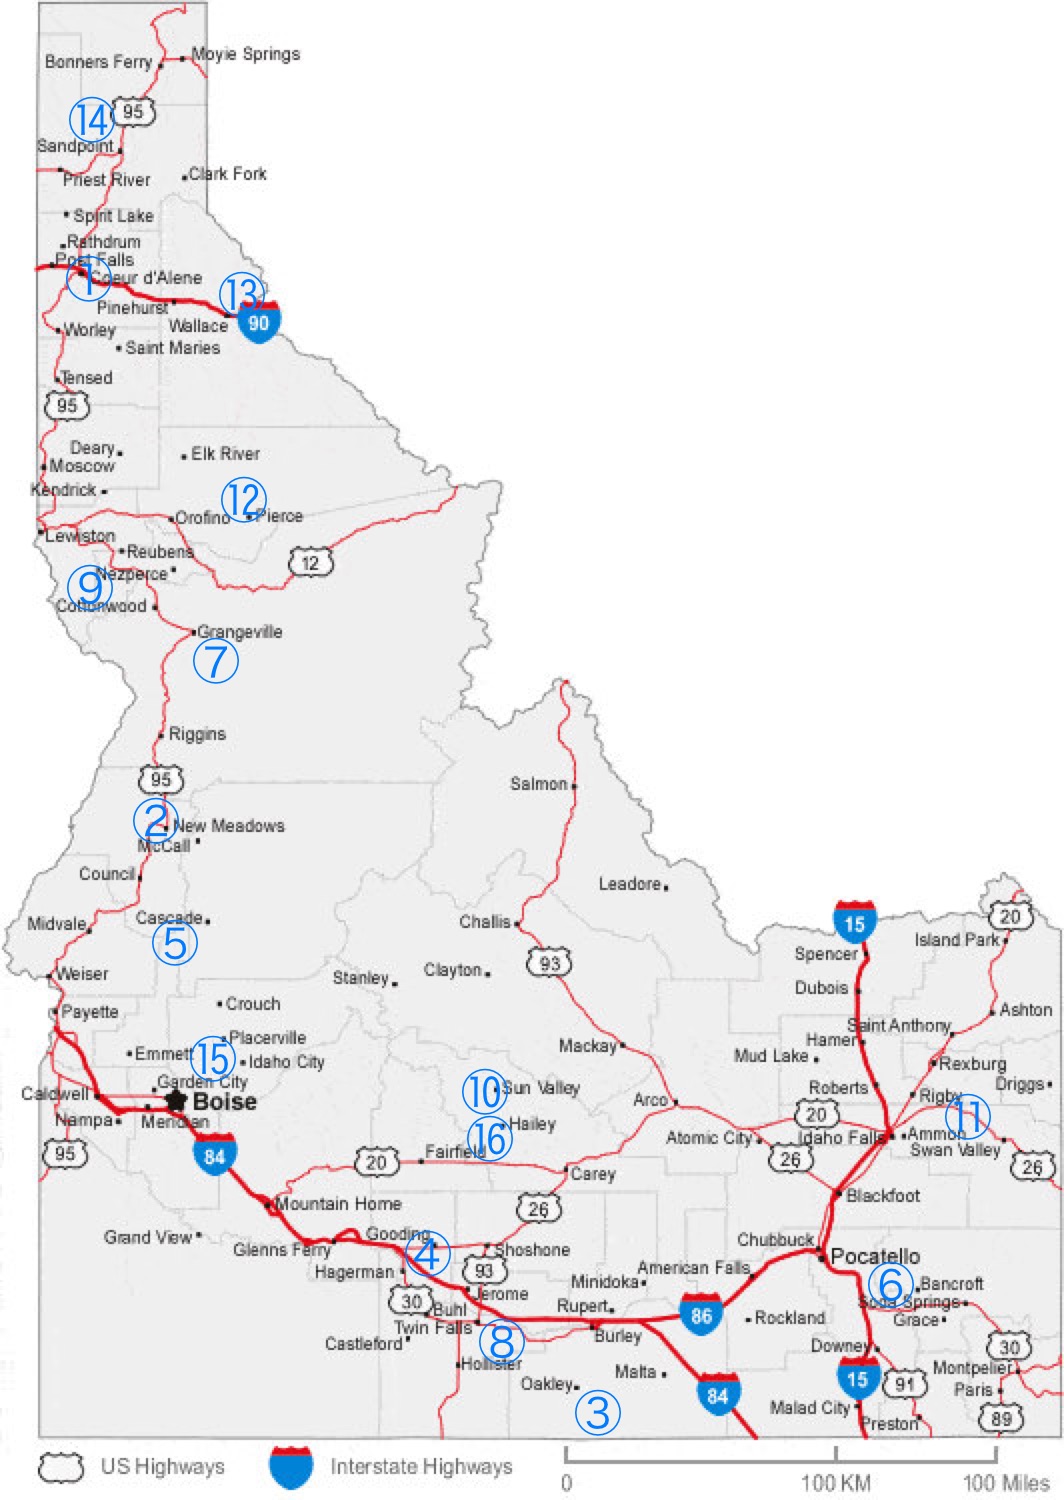 Moyie Springs
Bonners Ferry
95
14
Sandpoint
Clark Fork
Priest River
Spirit Lake
Rathdrum
Post Falls
1
Coeur d'Alene
13
Pinehurst
90
Wallace
Worley
Saint Maries
Tensed
95
Deary
Elk River
Moscow
Kendrick
12
Orofino
Pierce
Lewiston
Reubens
12
Nezperce
9
Cottonwood
Grangeville
7
Riggins
95
Salmon
2
New Meadows
McCall
Council
Leadore
Midvale
Cascade
Challis
15
20
5
Island Park
Spencer
93
Weiser
Stanley
Clayton
Dubois
Payette
Crouch
Ashton
Saint Anthony
Placerville
Hamer
Emmett
15
Idaho City
Mackay
Mud Lake
Rexburg
Garden City
10
Sun Valley
Roberts
Rigby
Driggs
Caldwell
Boise
Arco
20
11
Nampa
Meridian
16
Hailey
Atomic City
Idaho Falls
Ammon
95
84
20
Fairfield
26
Swan Valley
26
Carey
Mountain Home
26
Blackfoot
Grand View
Gooding
Chubbuck
Glenns Ferry
4
Shoshone
Pocatello
Hagerman
93
Minidoka
American Falls
6
Bancroft
30
Jerome
Soda Springs
Buhl
Rupert
86
Rockland
Grace
Twin Falls
8
Burley
Castleford
Downey
30
Hollister
Malta
15
Montpelier
Oakley
84
91
Paris
3
Malad City
Preston
89
US Highways
Interstate Highways
0
100 KM
100 Miles